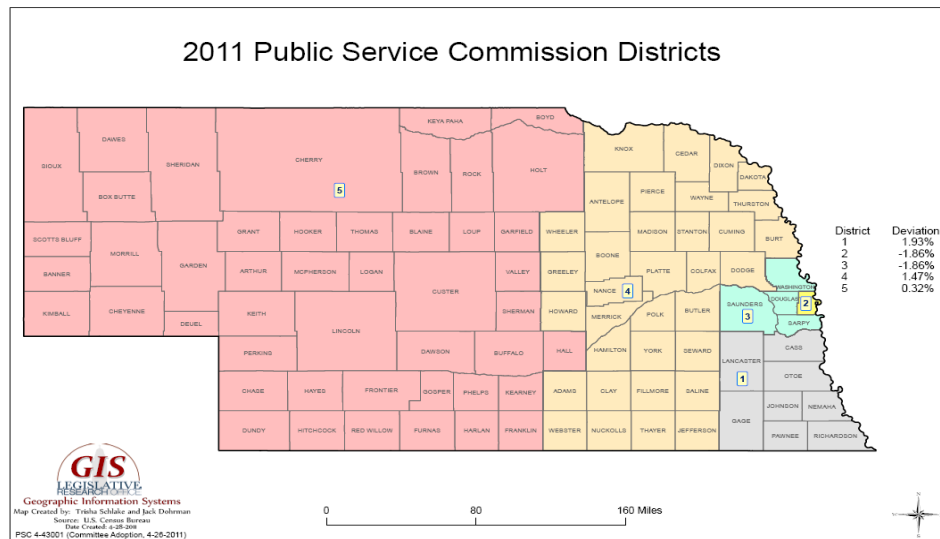 2011 Public Service Commission Districts
KEYA PAHA
BOYD
DAWES
SIOUX
SHERIDAN
CHERRY
BROWN
ROCK
HOLT
KNOX
CEDAR
DIXON
DAKOTA
BOX BUTTE
5
ANTELOPE
PIERCE
WAYNE
THURSTON
SCOTTS BLUFF
MORRILL
GARDEN
GRANT
HOOKER
THOMAS
BLAINE
LOUP
GARFIELD
WHEELER
MADISON
STANTON
CUMING
BURT
BANNER
ARTHUR
MCPHERSON
LOGAN
CUSTER
VALLEY
GREELEY
BOONE
PLATTE
COLFAX
DODGE
WASHINGTON
KIMBALL
CHEYENNE
DEUEL
KEITH
LINCOLN
SHERMAN
HOWARD
NANCE
4
MERRICK
POLK
BUTLER
SAUNDERS
3
DOUGLAS
2
SARPY
PERKINS
DAWSON
BUFFALO
HALL
HAMILTON
YORK
SEWARD
LANCASTER
1
CASS
OTOE
CHASE
HAYES
FRONTIER
GOSPER
PHELPS
KEARNEY
ADAMS
CLAY
FILLMORE
SALINE
GAGE
JOHNSON
NEMAHA
DUNDY
HITCHCOCK
RED WILLOW
FURNAS
HARLAN
FRANKLIN
WEBSTER
NUCKOLLS
THAYER
JEFFERSON
PAWNEE
RICHARDSON
District Deviation
1 1.93%
2 -1.86%
3 -1.86%
4 1.47%
5 0.32%
GIS
LEGISLATIVE
RESEARCH OFFICE
Geographic Information Systems
Map Created by: Trisha Schlake and Jack Dohrman
Source: U.S. Census Bureau
Date Created: 4-28-2011
PSC 4-43001 (Committee Adoption, 4-26-2011)
0 80 160 Miles